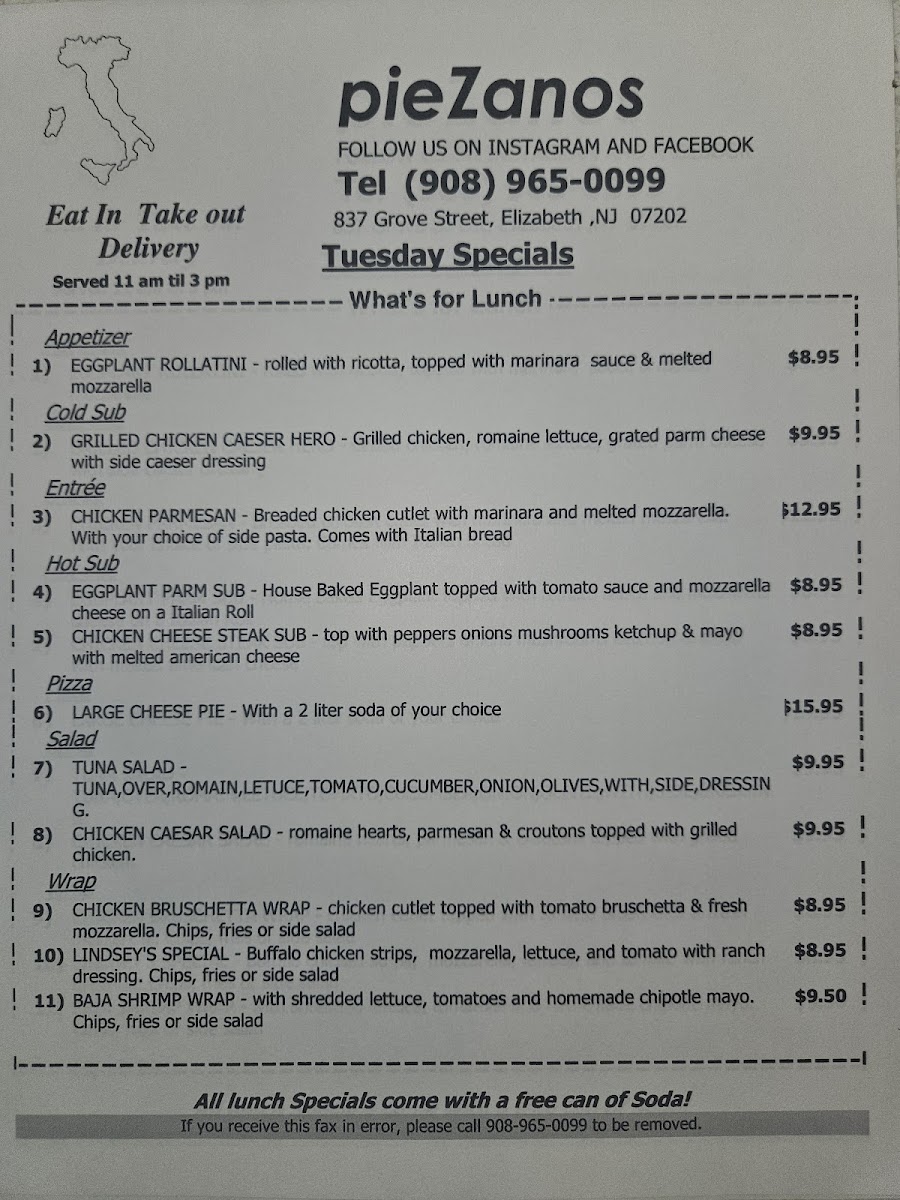 pieZanos
FOLLOW US ON INSTAGRAM AND FACEBOOK
Tel (908) 965-0099
837 Grove Street, Elizabeth ,NJ 07202
Eat In Take out
Delivery
Served 11 am til 3 pm
Tuesday Specials
What's for Lunch
Appetizer
1) EGGPLANT ROLLATINI - rolled with ricotta, topped with marinara sauce & melted $8.95
mozzarella
Cold Sub
2) GRILLED CHICKEN CAESER HERO - Grilled chicken, romaine lettuce, grated parm cheese $9.95
with side caeser dressing
Entrée
3) CHICKEN PARMESAN - Breaded chicken cutlet with marinara and melted mozzarella. $12.95
With your choice of side pasta. Comes with Italian bread
Hot Sub
4) EGGPLANT PARM SUB - House Baked Eggplant topped with tomato sauce and mozzarella $8.95
cheese on a Italian Roll
5) CHICKEN CHEESE STEAK SUB - top with peppers onions mushrooms ketchup & mayo $8.95
with melted american cheese
Pizza
6) LARGE CHEESE PIE - With a 2 liter soda of your choice $15.95
Salad
7) TUNA SALAD - $9.95
TUNA,OVER,ROMAIN,LETUCE,TOMATO,CUCUMBER,ONION,OLIVES,WITH,SIDE,DRESSIN
G.
8) CHICKEN CAESAR SALAD - romaine hearts, parmesan & croutons topped with grilled $9.95
chicken.
Wrap
9) CHICKEN BRUSCHETTA WRAP - chicken cutlet topped with tomato bruschetta & fresh $8.95
mozzarella. Chips, fries or side salad
10) LINDSEY'S SPECIAL - Buffalo chicken strips, mozzarella, lettuce, and tomato with ranch $8.95
dressing. Chips, fries or side salad
11) BAJA SHRIMP WRAP - with shredded lettuce, tomatoes and homemade chipotle mayo. $9.50
Chips, fries or side salad
All lunch Specials come with a free can of Soda!
If you receive this fax in error, please call 908-965-0099 to be removed.